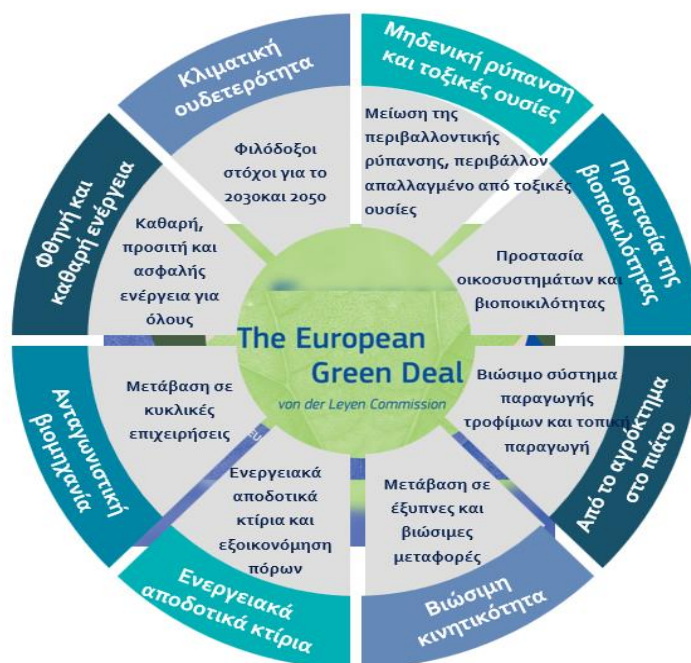 Κλιματική
ουδετερότητα
Φιλόδοξοι
στόχοι για το
2030και 2050
Μηδενική ρύπανση
και τοξικές ουσίες
Μείωση της
περιβαλλοντικής
ρύπανσης, περιβάλλον
απαλλαγμένο από τοξικές
ουσίες
Προστασία της
βιοποικιλότητας
Προστασία
οικοσυστημάτων και
βιοποικιλότητας
Από το αγρόκτημα
στο πιάτο
Βιώσιμο σύστημα
παραγωγής
τροφίμων και τοπική
παραγωγή
Βιώσιμη
κινητικότητα
Μετάβαση σε
έξυπνες και
βιώσιμες
μεταφορές
Ενεργειακά
αποδοτικά κτίρια
Ενεργειακά
αποδοτικά
κτίρια και
εξοικονόμηση
πόρων
Ανταγωνιστική
βιομηχανία
Μετάβαση σε
κυκλικές
επιχειρήσεις
Φθηνή και
καθαρή ενέργεια
Καθαρή,
προσιτή και
ασφαλής
ενέργεια για
όλους
The European
Green Deal
von der Leyen Commission